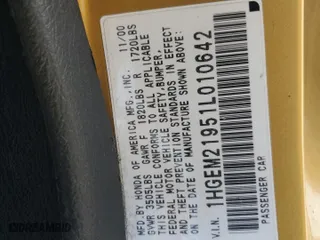 MFD. BY HONDA OF AMERICA MFG., INC. 11/00
GVWR 3505LBS GAWR F 1820LBS R 1720LBS
THIS VEHICLE CONFORMS TO ALL APPLICABLE
FEDERAL MOTOR VEHICLE SAFETY, BUMPER,
AND THEFT PREVENTION STANDARDS IN EFFECT
ON THE DATE OF MANUFACTURE SHOWN ABOVE.
V.I.N. 1HGEM21951L010642
PASSENGER CAR